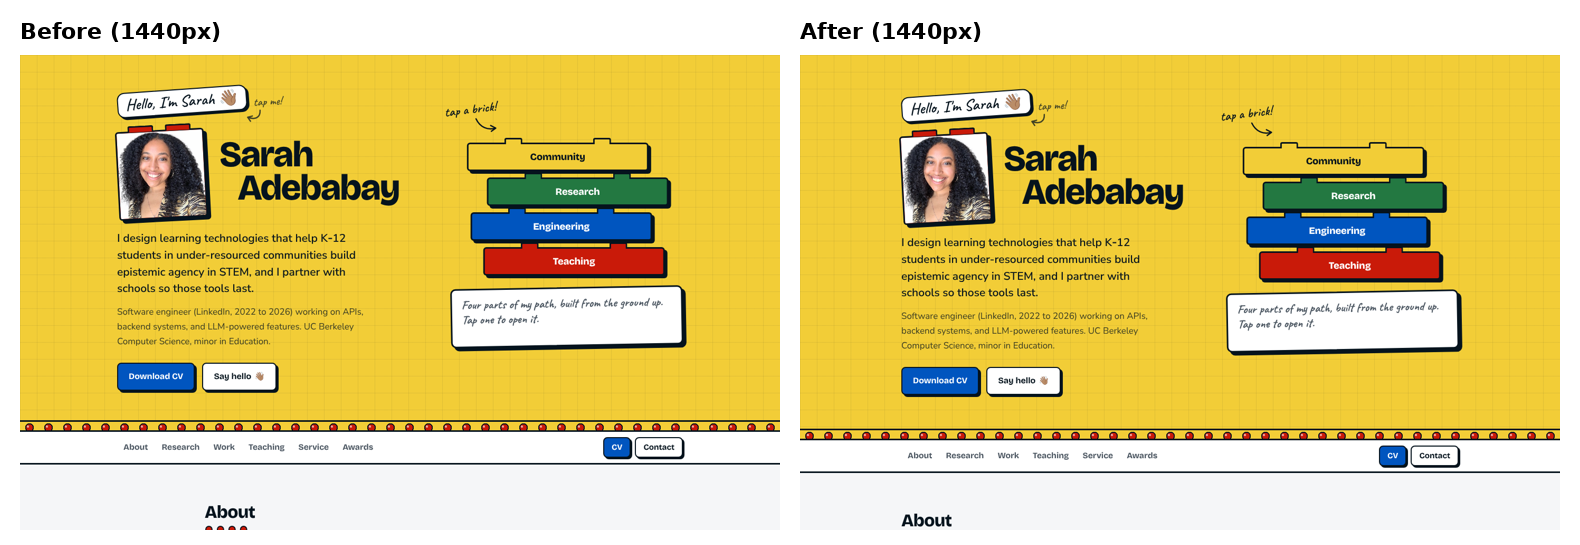 Before (1440px)
Hello, I'm Sarah 👋🏽
tap me!
Sarah
Adebabay
I design learning technologies that help K-12
students in under-resourced communities build
epistemic agency in STEM, and I partner with
schools so those tools last.
Software engineer (LinkedIn, 2022 to 2026) working on APIs,
backend systems, and LLM-powered features. UC Berkeley
Computer Science, minor in Education.
Download CV
Say hello 👋🏽
tap a brick!
Community
Research
Engineering
Teaching
Four parts of my path, built from the ground up.
Tap one to open it.
About Research Work Teaching Service Awards CV Contact
About
After (1440px)
Hello, I'm Sarah 👋🏽
tap me!
Sarah
Adebabay
I design learning technologies that help K-12
students in under-resourced communities build
epistemic agency in STEM, and I partner with
schools so those tools last.
Software engineer (LinkedIn, 2022 to 2026) working on APIs,
backend systems, and LLM-powered features. UC Berkeley
Computer Science, minor in Education.
Download CV
Say hello 👋🏽
tap a brick!
Community
Research
Engineering
Teaching
Four parts of my path, built from the ground up.
Tap one to open it.
About Research Work Teaching Service Awards CV Contact
About